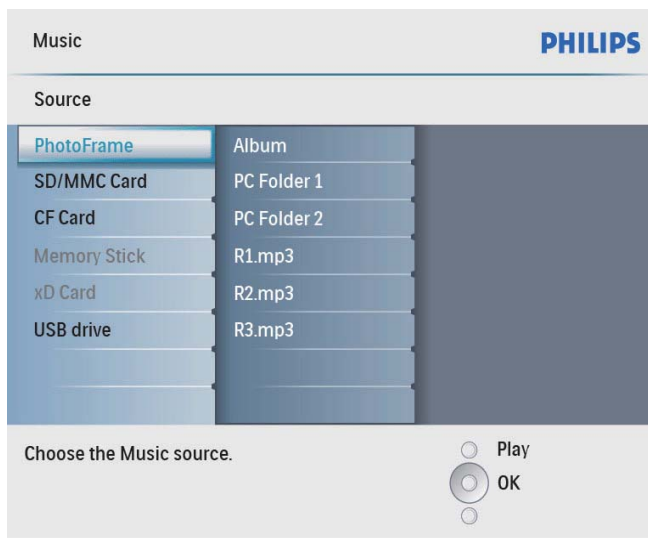 Music
PHILIPS
Source
PhotoFrame
SD/MMC Card
CF Card
Memory Stick
xD Card
USB drive
Album
PC Folder 1
PC Folder 2
R1.mp3
R2.mp3
R3.mp3
Choose the Music source.
Play
OK